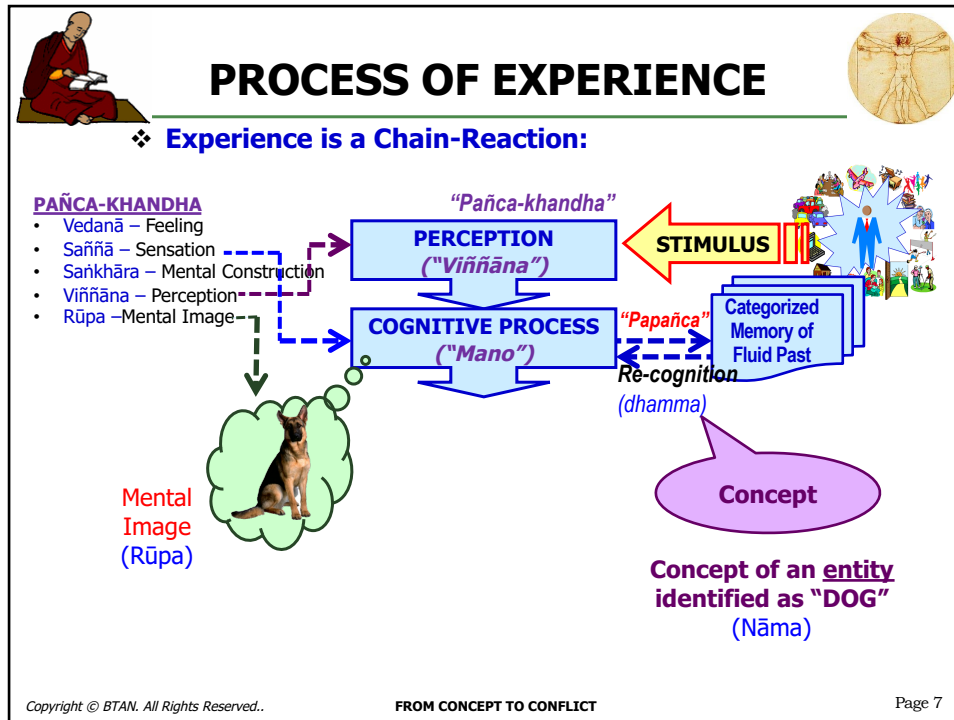 PROCESS OF EXPERIENCE
❖ Experience is a Chain-Reaction:
PAÑCA-KHANDHA
• Vedanā – Feeling
• Saññā – Sensation
• Saṅkhāra – Mental Construction
• Viññāna – Perception
• Rūpa –Mental Image
“Pañca-khandha”
PERCEPTION
(“Viññāna”)
STIMULUS
COGNITIVE PROCESS
(“Mano”)
“Papañca”
Categorized
Memory of
Fluid Past
Re-cognition
(dhamma)
Mental
Image
(Rūpa)
Concept
Concept of an entity
identified as “DOG”
(Nāma)
Copyright © BTAN. All Rights Reserved..
FROM CONCEPT TO CONFLICT
Page 7